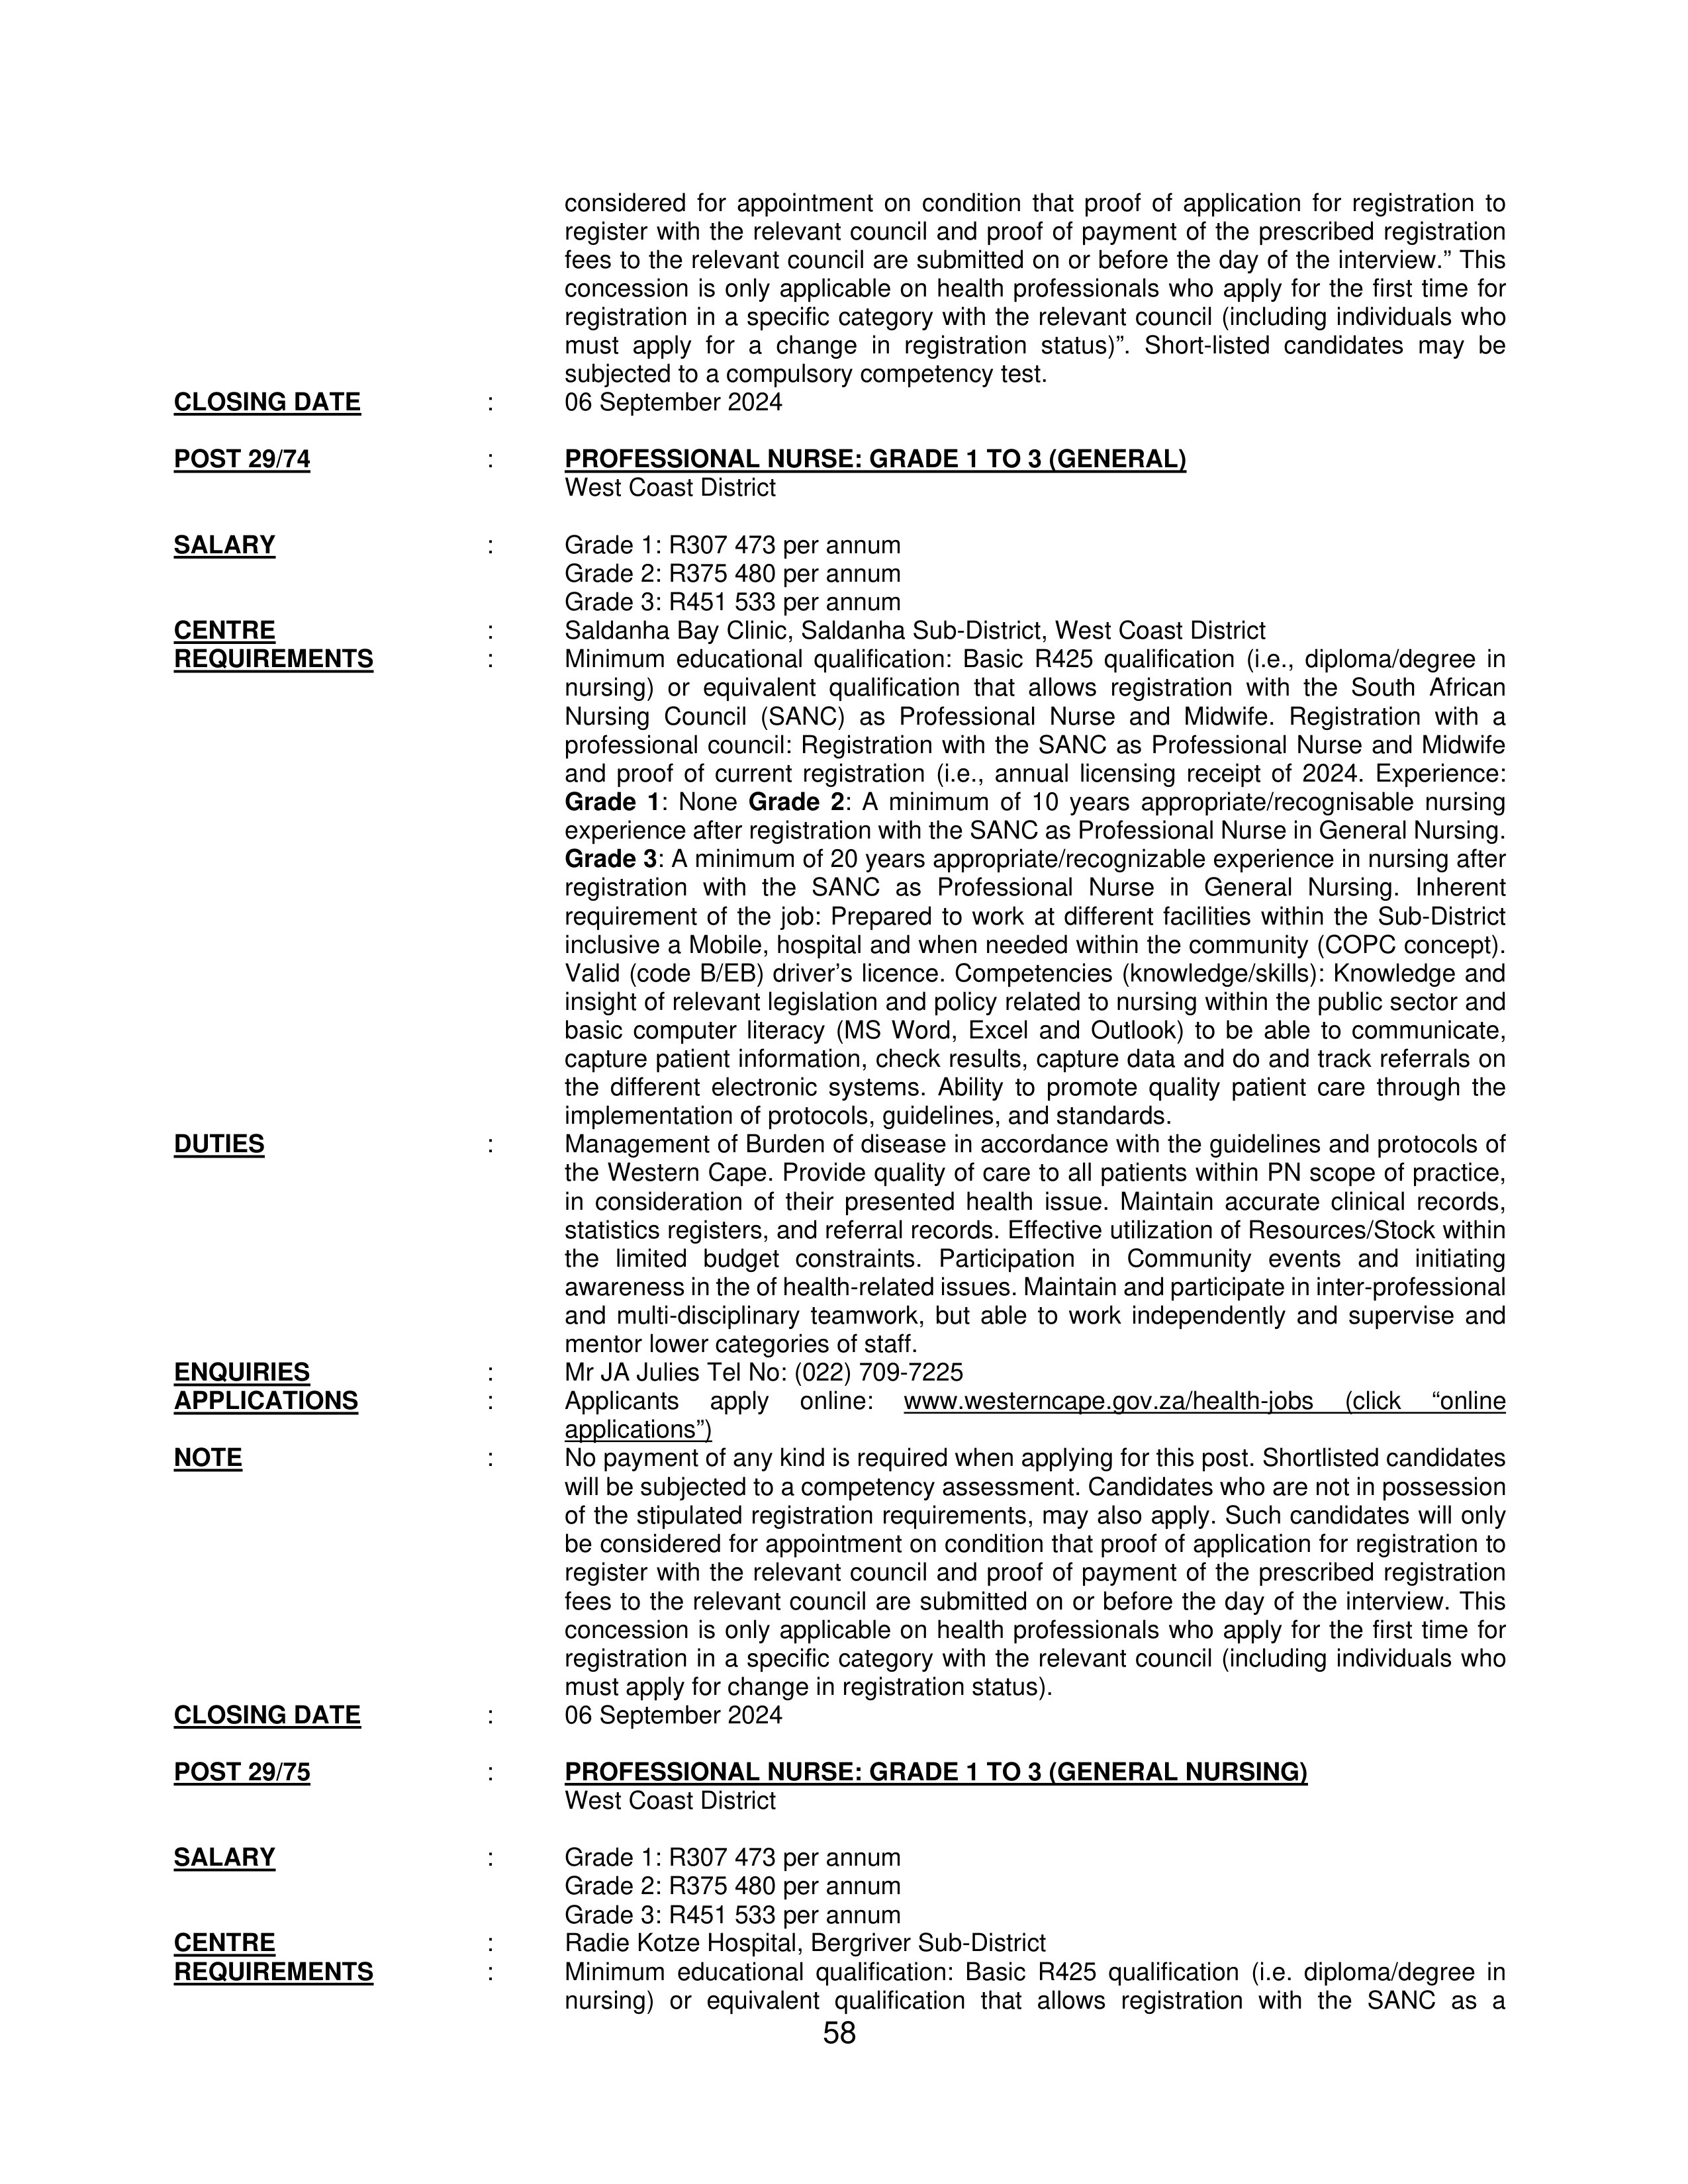 considered for appointment on condition that proof of application for registration to
register with the relevant council and proof of payment of the prescribed registration
fees to the relevant council are submitted on or before the day of the interview.” This
concession is only applicable on health professionals who apply for the first time for
registration in a specific category with the relevant council (including individuals who
must apply for a change in registration status)”. Short-listed candidates may be
subjected to a compulsory competency test.
CLOSING DATE : 06 September 2024
POST 29/74 : PROFESSIONAL NURSE: GRADE 1 TO 3 (GENERAL)
West Coast District
SALARY : Grade 1: R307 473 per annum
Grade 2: R375 480 per annum
Grade 3: R451 533 per annum
CENTRE : Saldanha Bay Clinic, Saldanha Sub-District, West Coast District
REQUIREMENTS : Minimum educational qualification: Basic R425 qualification (i.e., diploma/degree in
nursing) or equivalent qualification that allows registration with the South African
Nursing Council (SANC) as Professional Nurse and Midwife. Registration with a
professional council: Registration with the SANC as Professional Nurse and Midwife
and proof of current registration (i.e., annual licensing receipt of 2024. Experience:
Grade 1: None Grade 2: A minimum of 10 years appropriate/recognisable nursing
experience after registration with the SANC as Professional Nurse in General Nursing.
Grade 3: A minimum of 20 years appropriate/recognizable experience in nursing after
registration with the SANC as Professional Nurse in General Nursing. Inherent
requirement of the job: Prepared to work at different facilities within the Sub-District
inclusive a Mobile, hospital and when needed within the community (COPC concept).
Valid (code B/EB) driver’s licence. Competencies (knowledge/skills): Knowledge and
insight of relevant legislation and policy related to nursing within the public sector and
basic computer literacy (MS Word, Excel and Outlook) to be able to communicate,
capture patient information, check results, capture data and do and track referrals on
the different electronic systems. Ability to promote quality patient care through the
implementation of protocols, guidelines, and standards.
DUTIES : Management of Burden of disease in accordance with the guidelines and protocols of
the Western Cape. Provide quality of care to all patients within PN scope of practice,
in consideration of their presented health issue. Maintain accurate clinical records,
statistics registers, and referral records. Effective utilization of Resources/Stock within
the limited budget constraints. Participation in Community events and initiating
awareness in the of health-related issues. Maintain and participate in inter-professional
and multi-disciplinary teamwork, but able to work independently and supervise and
mentor lower categories of staff.
ENQUIRIES : Mr JA Julies Tel No: (022) 709-7225
APPLICATIONS : Applicants apply online: www.westerncape.gov.za/health-jobs (click “online
applications”)
NOTE : No payment of any kind is required when applying for this post. Shortlisted candidates
will be subjected to a competency assessment. Candidates who are not in possession
of the stipulated registration requirements, may also apply. Such candidates will only
be considered for appointment on condition that proof of application for registration to
register with the relevant council and proof of payment of the prescribed registration
fees to the relevant council are submitted on or before the day of the interview. This
concession is only applicable on health professionals who apply for the first time for
registration in a specific category with the relevant council (including individuals who
must apply for change in registration status).
CLOSING DATE : 06 September 2024
POST 29/75 : PROFESSIONAL NURSE: GRADE 1 TO 3 (GENERAL NURSING)
West Coast District
SALARY : Grade 1: R307 473 per annum
Grade 2: R375 480 per annum
Grade 3: R451 533 per annum
CENTRE : Radie Kotze Hospital, Bergriver Sub-District
REQUIREMENTS : Minimum educational qualification: Basic R425 qualification (i.e. diploma/degree in
nursing) or equivalent qualification that allows registration with the SANC as a
58